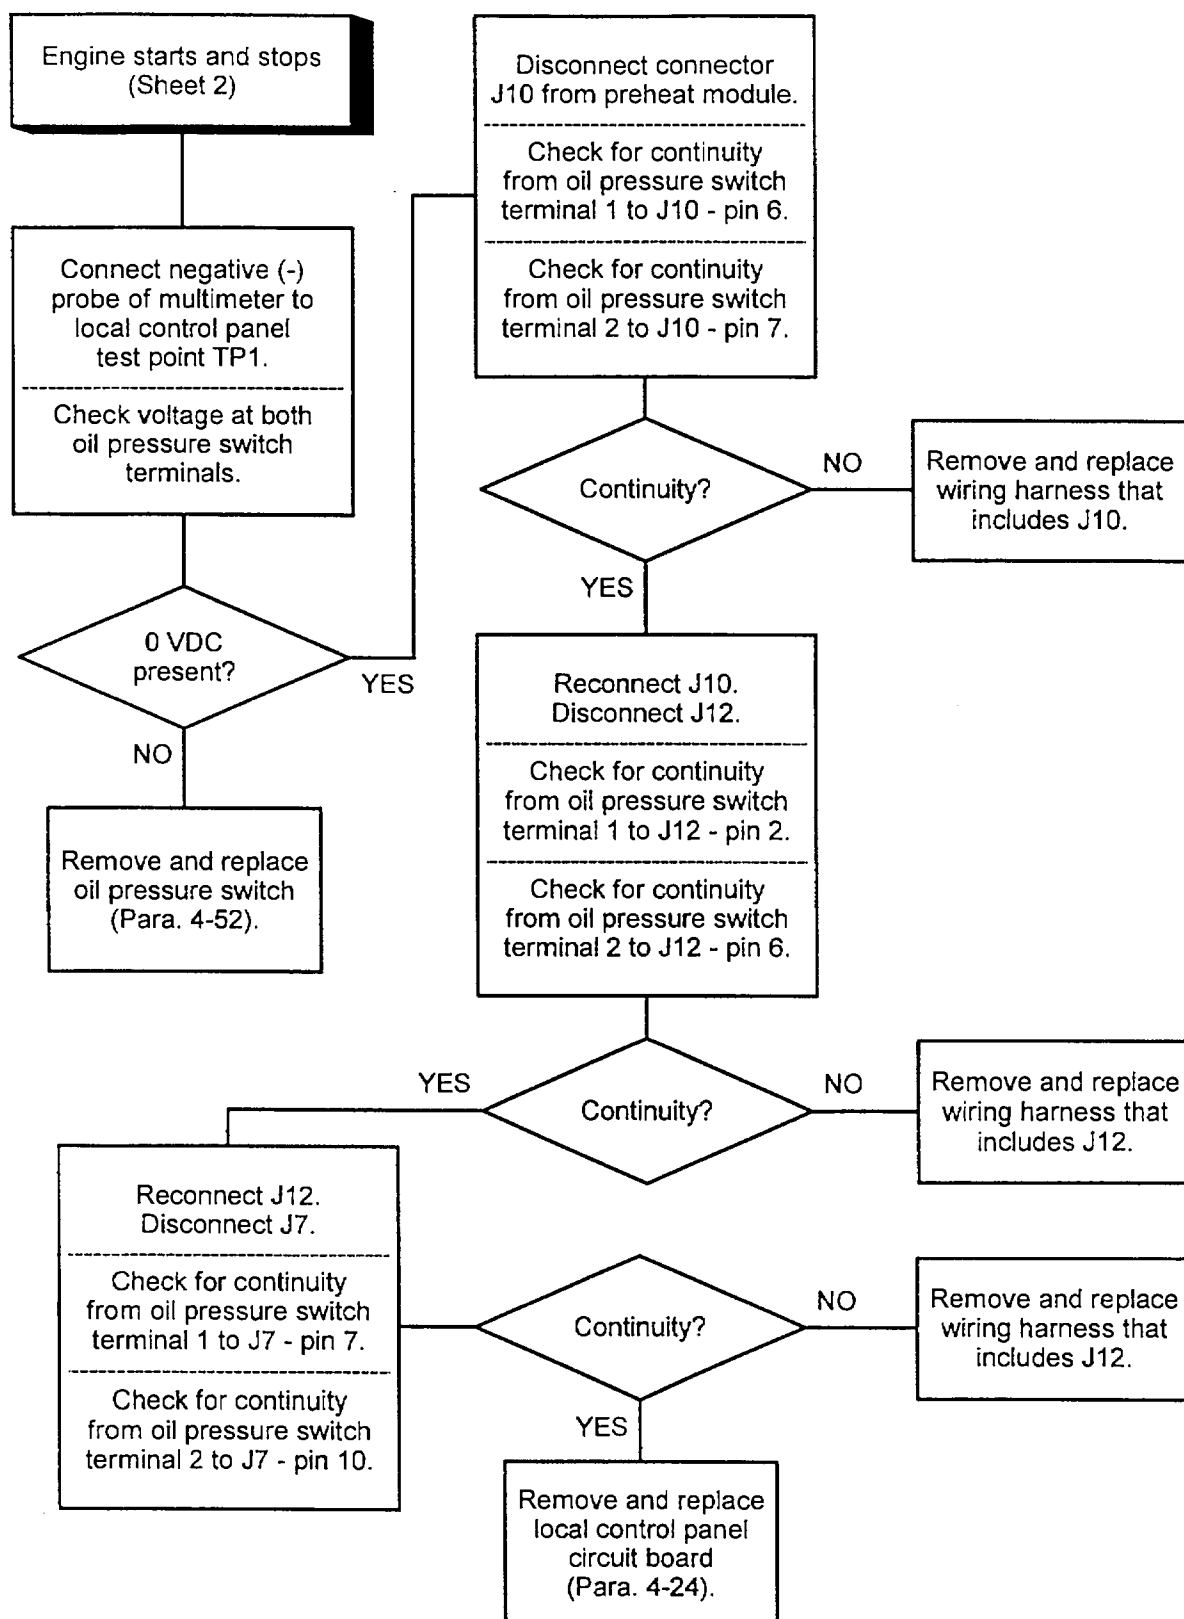 Engine starts and stops
(Sheet 2)
Connect negative (-)
probe of multimeter to
local control panel
test point TP1.
Check voltage at both
oil pressure switch
terminals.
0 VDC
present?
YES
NO
Remove and replace
oil pressure switch
(Para. 4-52).
Disconnect connector
J10 from preheat module.
Check for continuity
from oil pressure switch
terminal 1 to J10 - pin 6.
Check for continuity
from oil pressure switch
terminal 2 to J10 - pin 7.
Continuity?
NO
Remove and replace
wiring harness that
includes J10.
YES
Reconnect J10.
Disconnect J12.
Check for continuity
from oil pressure switch
terminal 1 to J12 - pin 2.
Check for continuity
from oil pressure switch
terminal 2 to J12 - pin 6.
Continuity?
NO
Remove and replace
wiring harness that
includes J12.
YES
Reconnect J12.
Disconnect J7.
Check for continuity
from oil pressure switch
terminal 1 to J7 - pin 7.
Check for continuity
from oil pressure switch
terminal 2 to J7 - pin 10.
Continuity?
NO
Remove and replace
wiring harness that
includes J12.
YES
Remove and replace
local control panel
circuit board
(Para. 4-24).